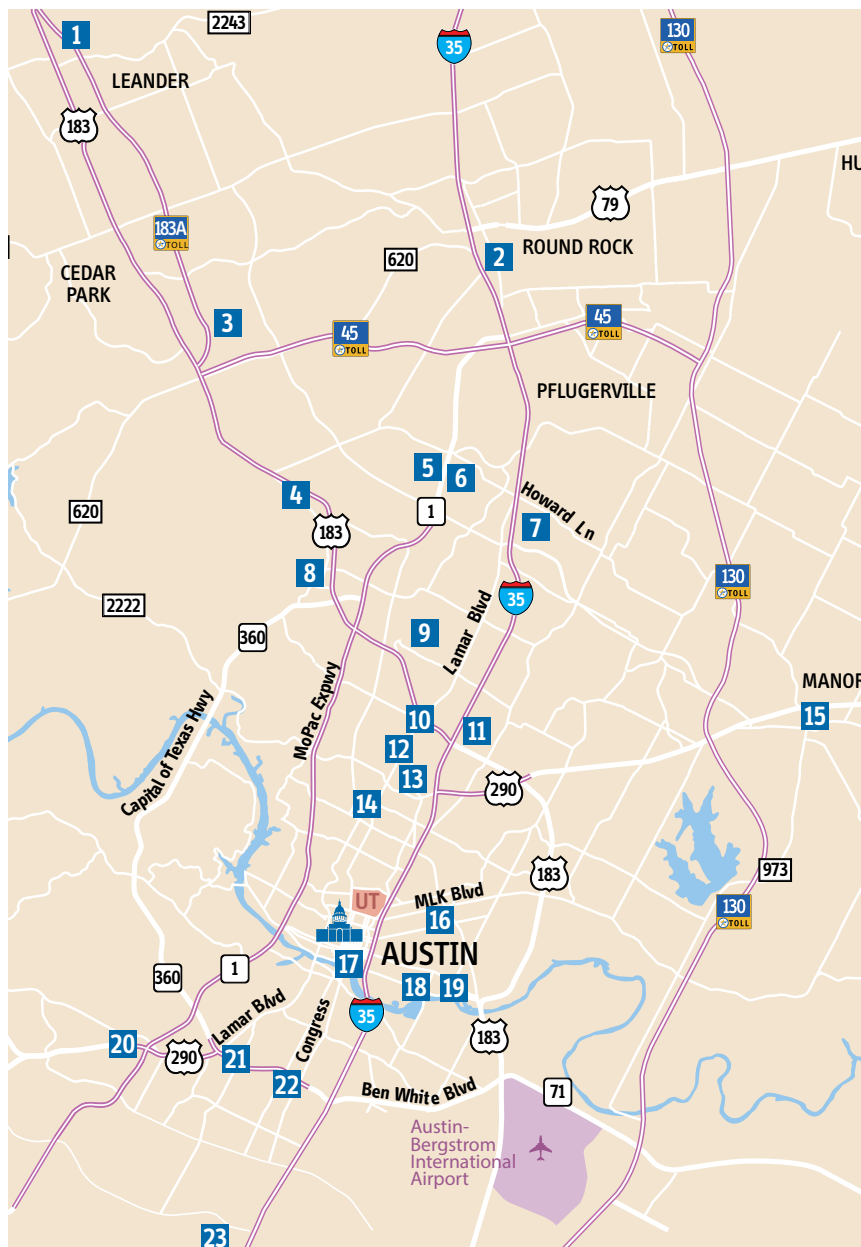 2243
1
35
130
TOLL
LEANDER
183
HU
79
183A
TOLL
2
ROUND ROCK
620
CEDAR
PARK
3
45
TOLL
45
TOLL
PFLUGERVILLE
5
6
4
Howard Ln
620
1
183
7
8
130
TOLL
35
2222
Lamar Blvd
9
360
MANOR
Capital of Texas Hwy
MoPac Expwy
10
15
11
12
13
290
14
183
973
UT
MLK Blvd
130
TOLL
16
AUSTIN
17
1
360
18
19
Lamar Blvd
Congress
35
183
20
290
21
22
Ben White Blvd
71
Austin-
Bergstrom
International
Airport
23